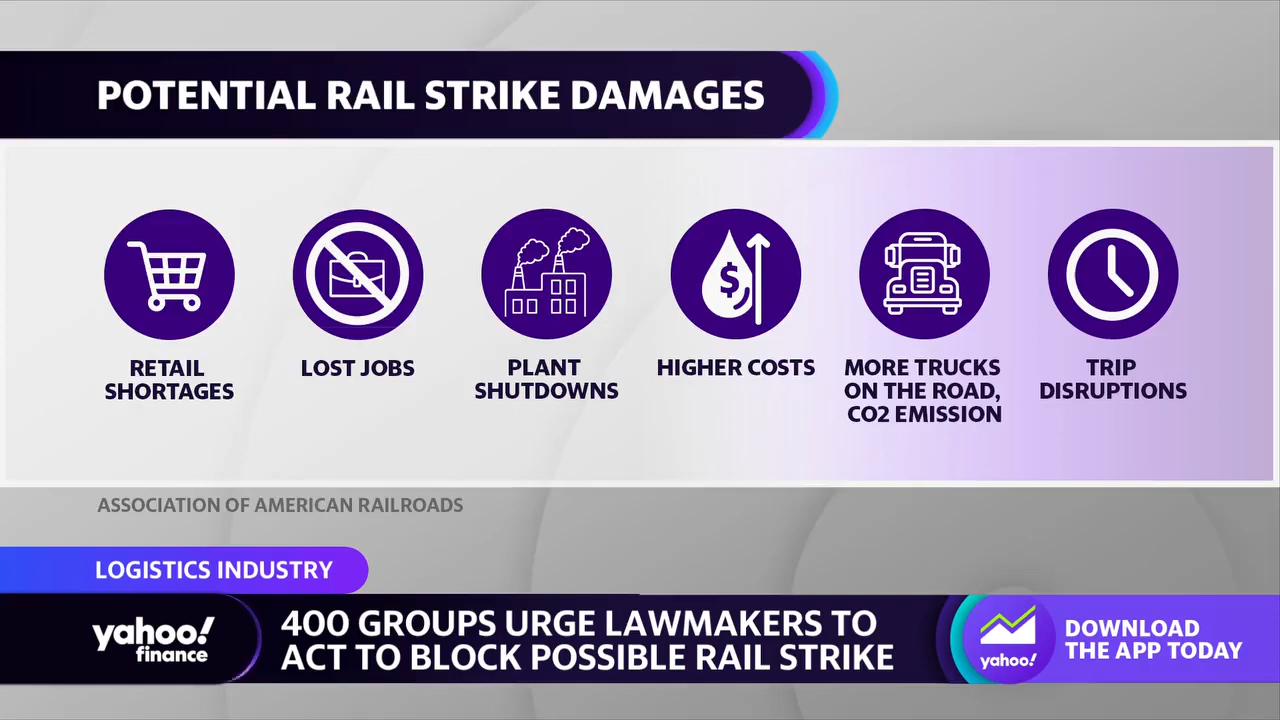 POTENTIAL RAIL STRIKE DAMAGES
$
RETAIL
SHORTAGES
LOST JOBS
PLANT
SHUTDOWNS
HIGHER COSTS
MORE TRUCKS
ON THE ROAD,
CO2 EMISSION
TRIP
DISRUPTIONS
ASSOCIATION OF AMERICAN RAILROADS
LOGISTICS INDUSTRY
yahoo!
finance
400 GROUPS URGE LAWMAKERS TO
ACT TO BLOCK POSSIBLE RAIL STRIKE
yahoo!
DOWNLOAD
THE APP TODAY